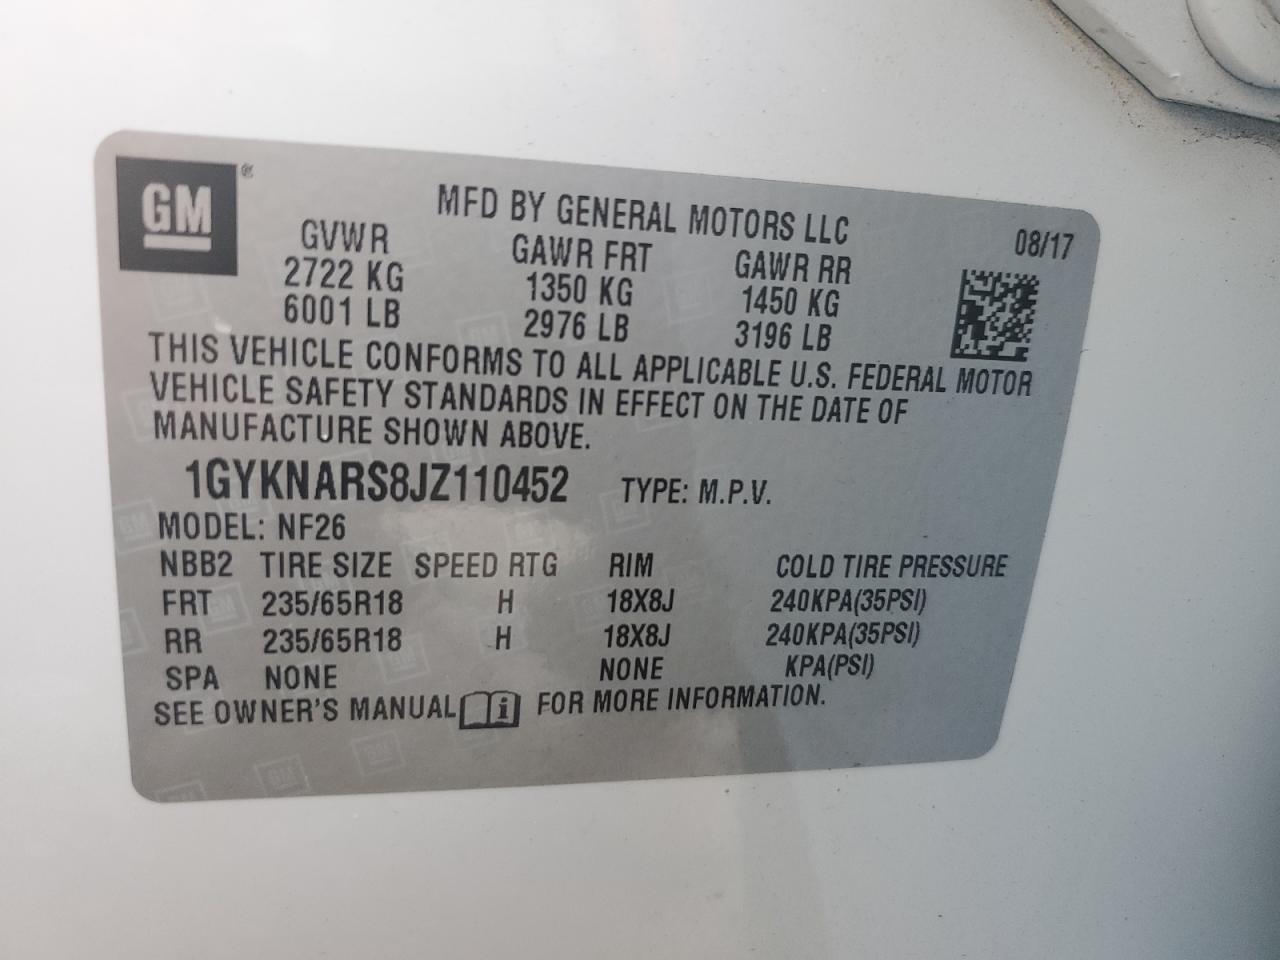 GM®
MFD BY GENERAL MOTORS LLC 08/17
GVWR GAWR FRT GAWR RR
2722 KG 1350 KG 1450 KG
6001 LB 2976 LB 3196 LB
THIS VEHICLE CONFORMS TO ALL APPLICABLE U.S. FEDERAL MOTOR
VEHICLE SAFETY STANDARDS IN EFFECT ON THE DATE OF
MANUFACTURE SHOWN ABOVE.
1GYKNARS8JZ110452 TYPE: M.P.V.
MODEL: NF26
NBB2 TIRE SIZE SPEED RTG RIM COLD TIRE PRESSURE
FRT 235/65R18 H 18X8J 240KPA(35PSI)
RR 235/65R18 H 18X8J 240KPA(35PSI)
SPA NONE NONE KPA(PSI)
SEE OWNER'S MANUAL i FOR MORE INFORMATION.